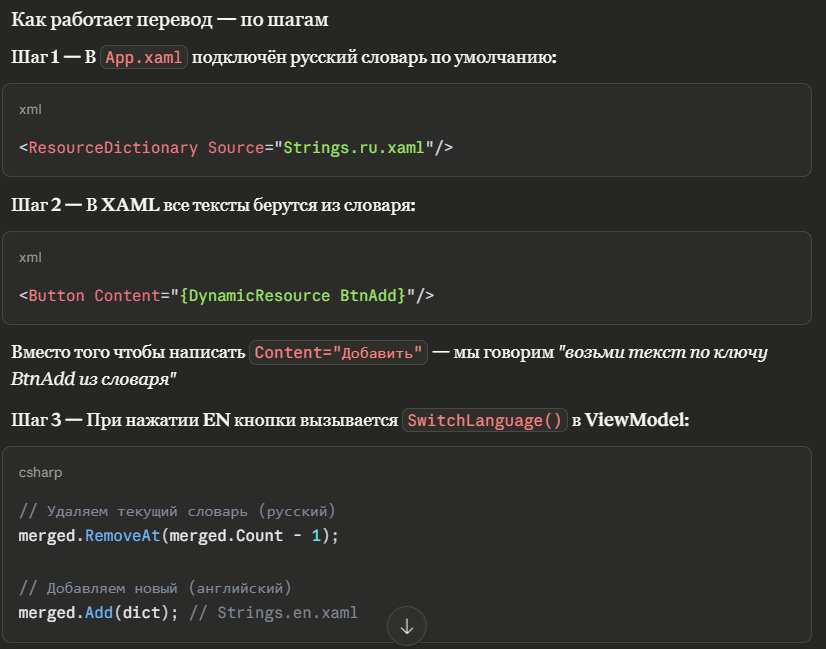 Как работает перевод — по шагам
Шаг 1 — В App.xaml подключён русский словарь по умолчанию:
xml
<ResourceDictionary Source="Strings.ru.xaml"/>
Шаг 2 — В XAML все тексты берутся из словаря:
xml
<Button Content="{DynamicResource BtnAdd}"/>
Вместо того чтобы написать Content="Добавить" — мы говорим "возьми текст по ключу
BtnAdd из словаря"
Шаг 3 — При нажатии EN кнопки вызывается SwitchLanguage() в ViewModel:
csharp
// Удаляем текущий словарь (русский)
merged.RemoveAt(merged.Count - 1);
// Добавляем новый (английский)
merged.Add(dict); // Strings.en.xaml